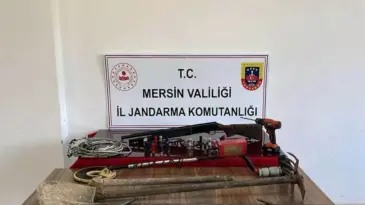 T.C.
MERSİN VALİLİĞİ
İL JANDARMA KOMUTANLIĞI